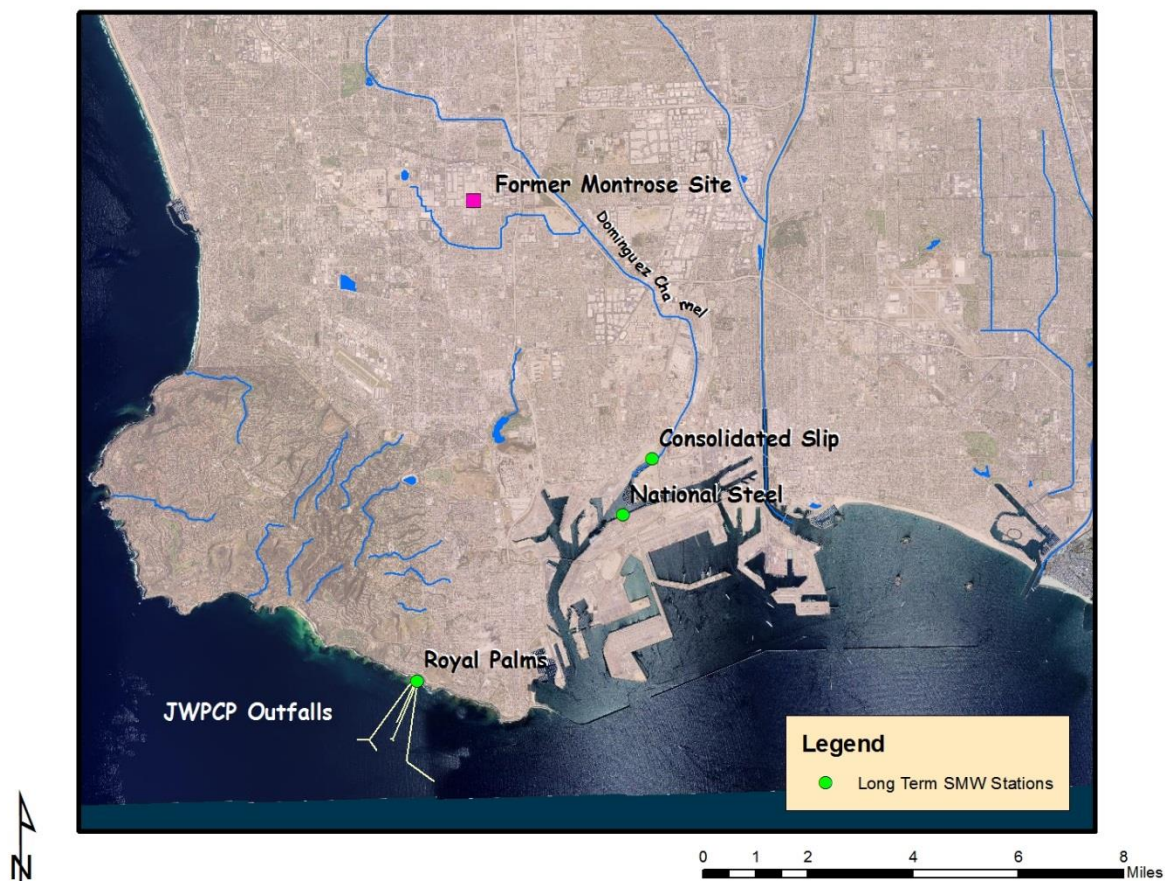 Former Montrose Site
Dominguez Cha nnel
Consolidated Slip
National Steel
Royal Palms
JWPCP Outfalls
Legend
Long Term SMW Stations
N
0 1 2 4 6 8
Miles